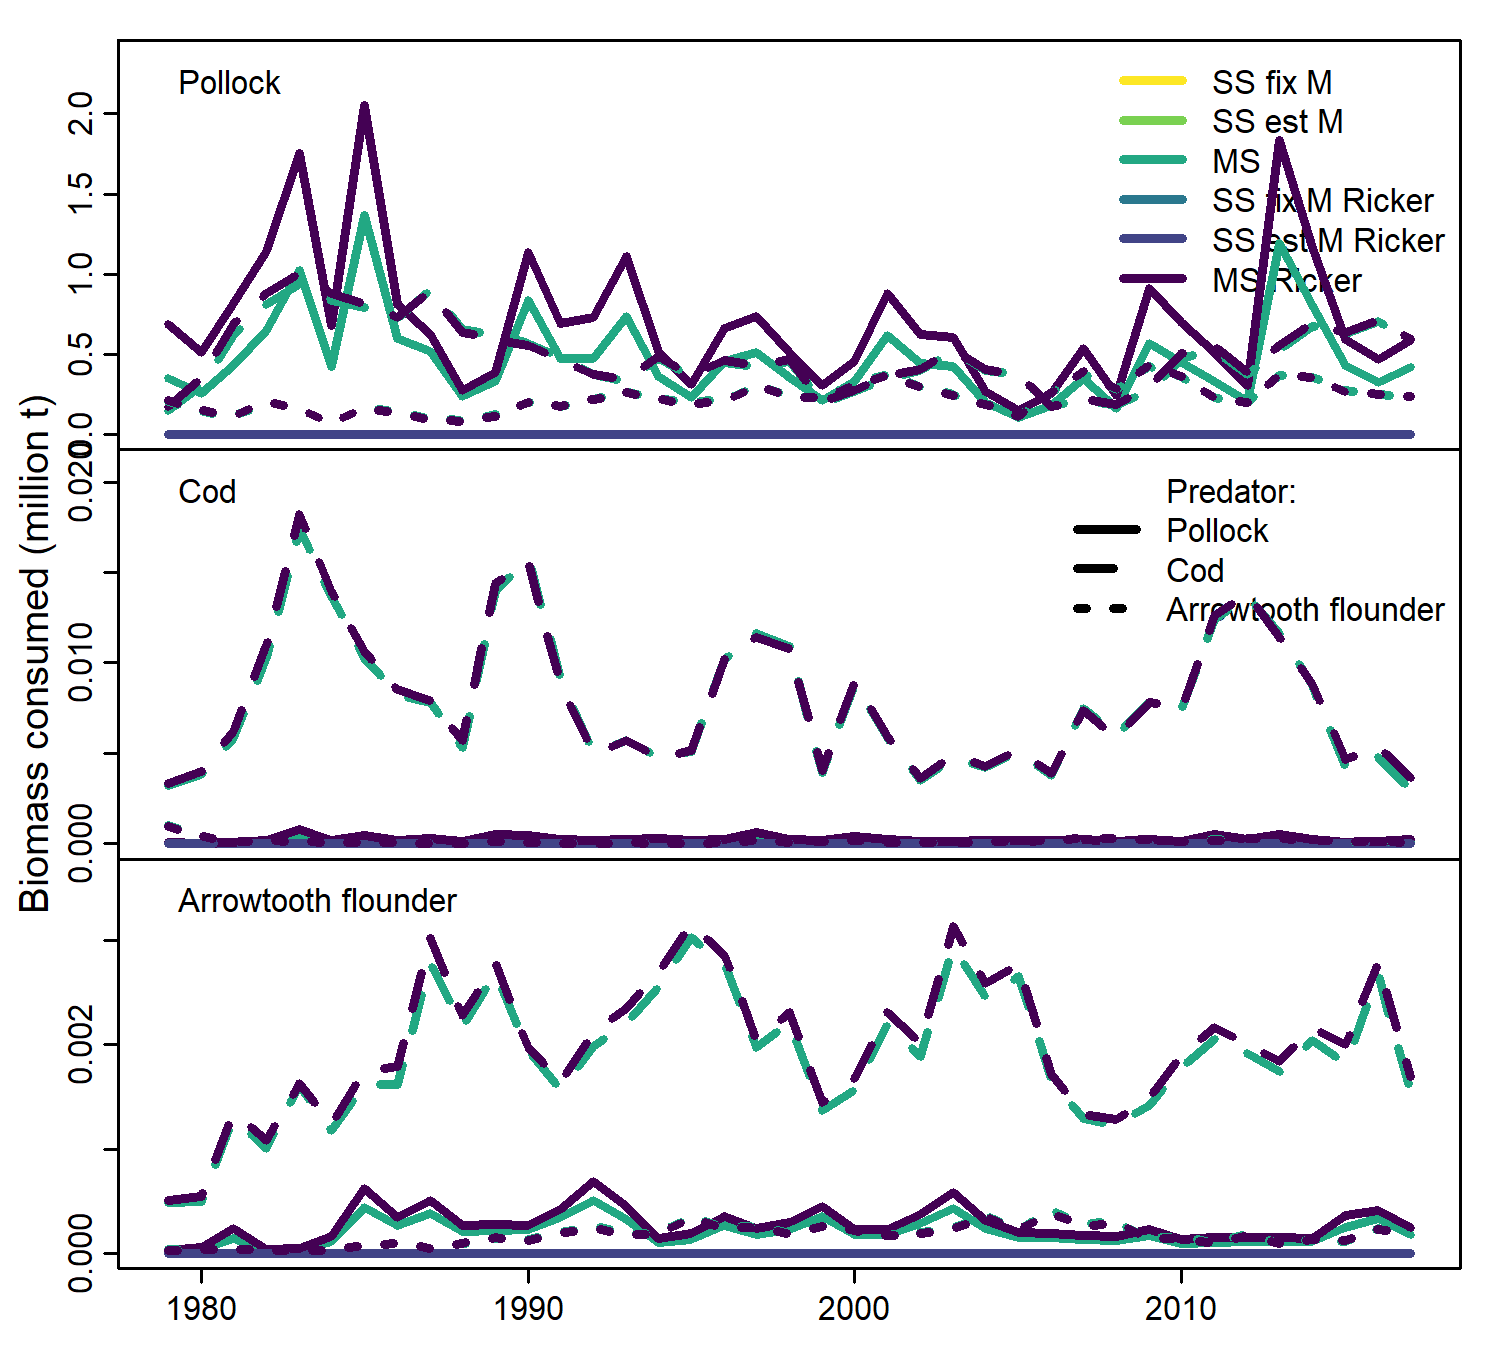 Pollock
SS fix M
SS est M
MS
SS fix M Ricker
SS est M Ricker
MS Ricker
2.0
1.5
1.0
0.5
0.0
Biomass consumed (million t)
Cod
Predator:
Pollock
Cod
Arrowtooth flounder
0.020
0.010
0.000
Arrowtooth flounder
0.002
0.000
1980 1990 2000 2010